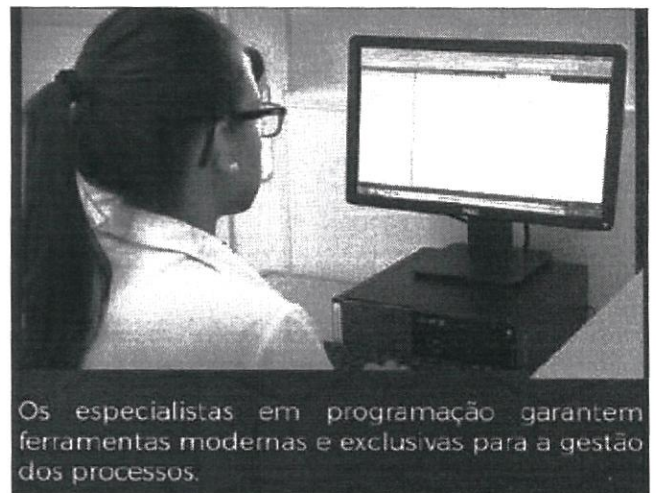 Os especialistas em programação garantem
ferramentas modernas e exclusivas para a gestão
dos processos.